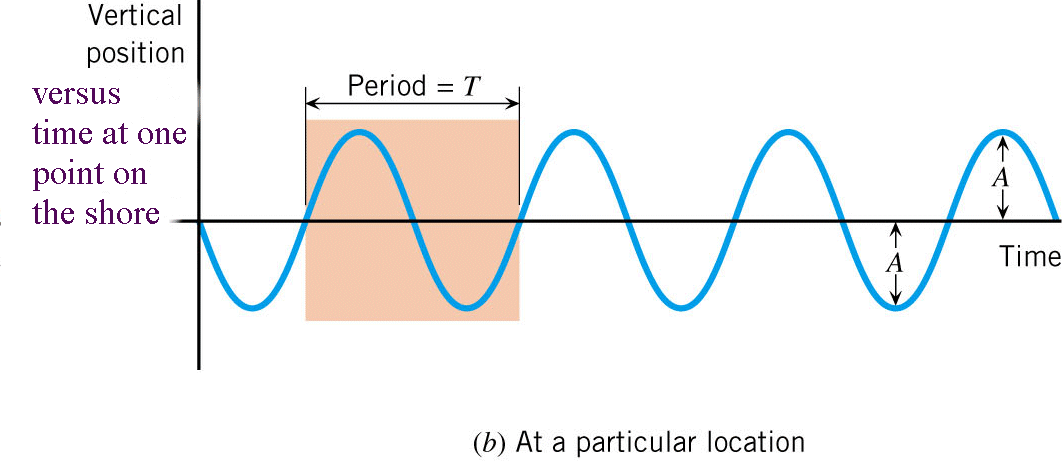 Vertical
position
versus
time at one
point on
the shore
Period = T
A
A
Time
(b) At a particular location